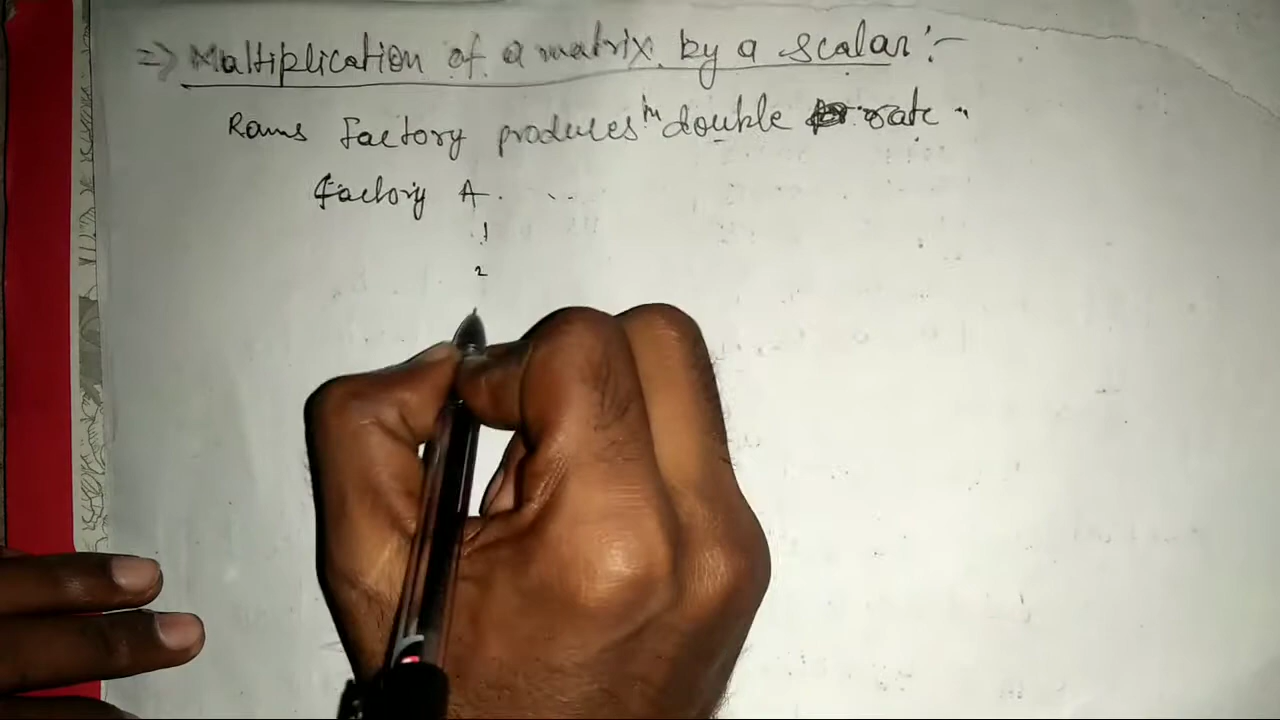 => Multiplication of a matrix by a scalar :-
Rams Factory produces in double rate
Factory A.
1
2